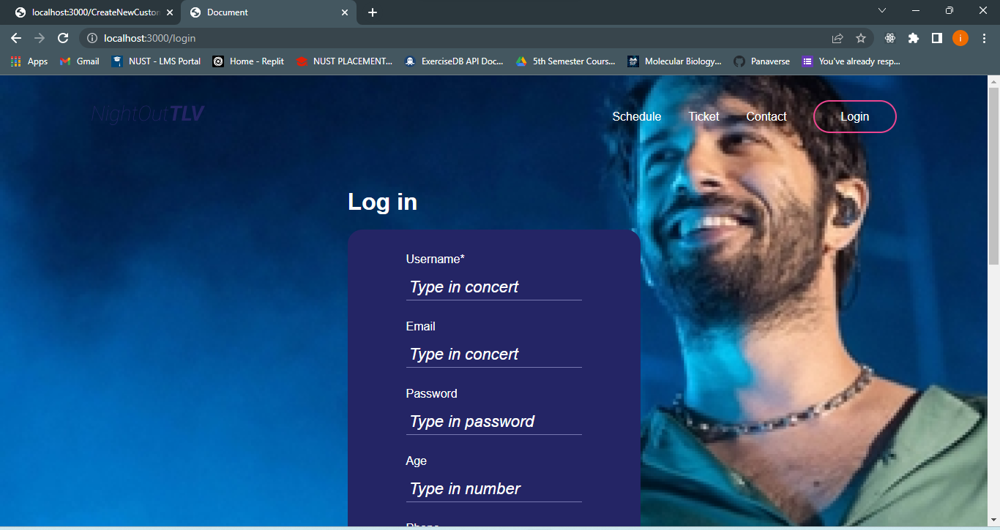 localhost:3000/CreateNewCustom
Document
localhost:3000/login
Apps
Gmail
NUST - LMS Portal
Home - Replit
NUST PLACEMENT...
ExerciseDB API Doc...
5th Semester Cours...
Molecular Biology...
Panaverse
You've already resp...
NightOutTLV
Schedule
Ticket
Contact
Login
Log in
Username*
Type in concert
Email
Type in concert
Password
Type in password
Age
Type in number
Phone